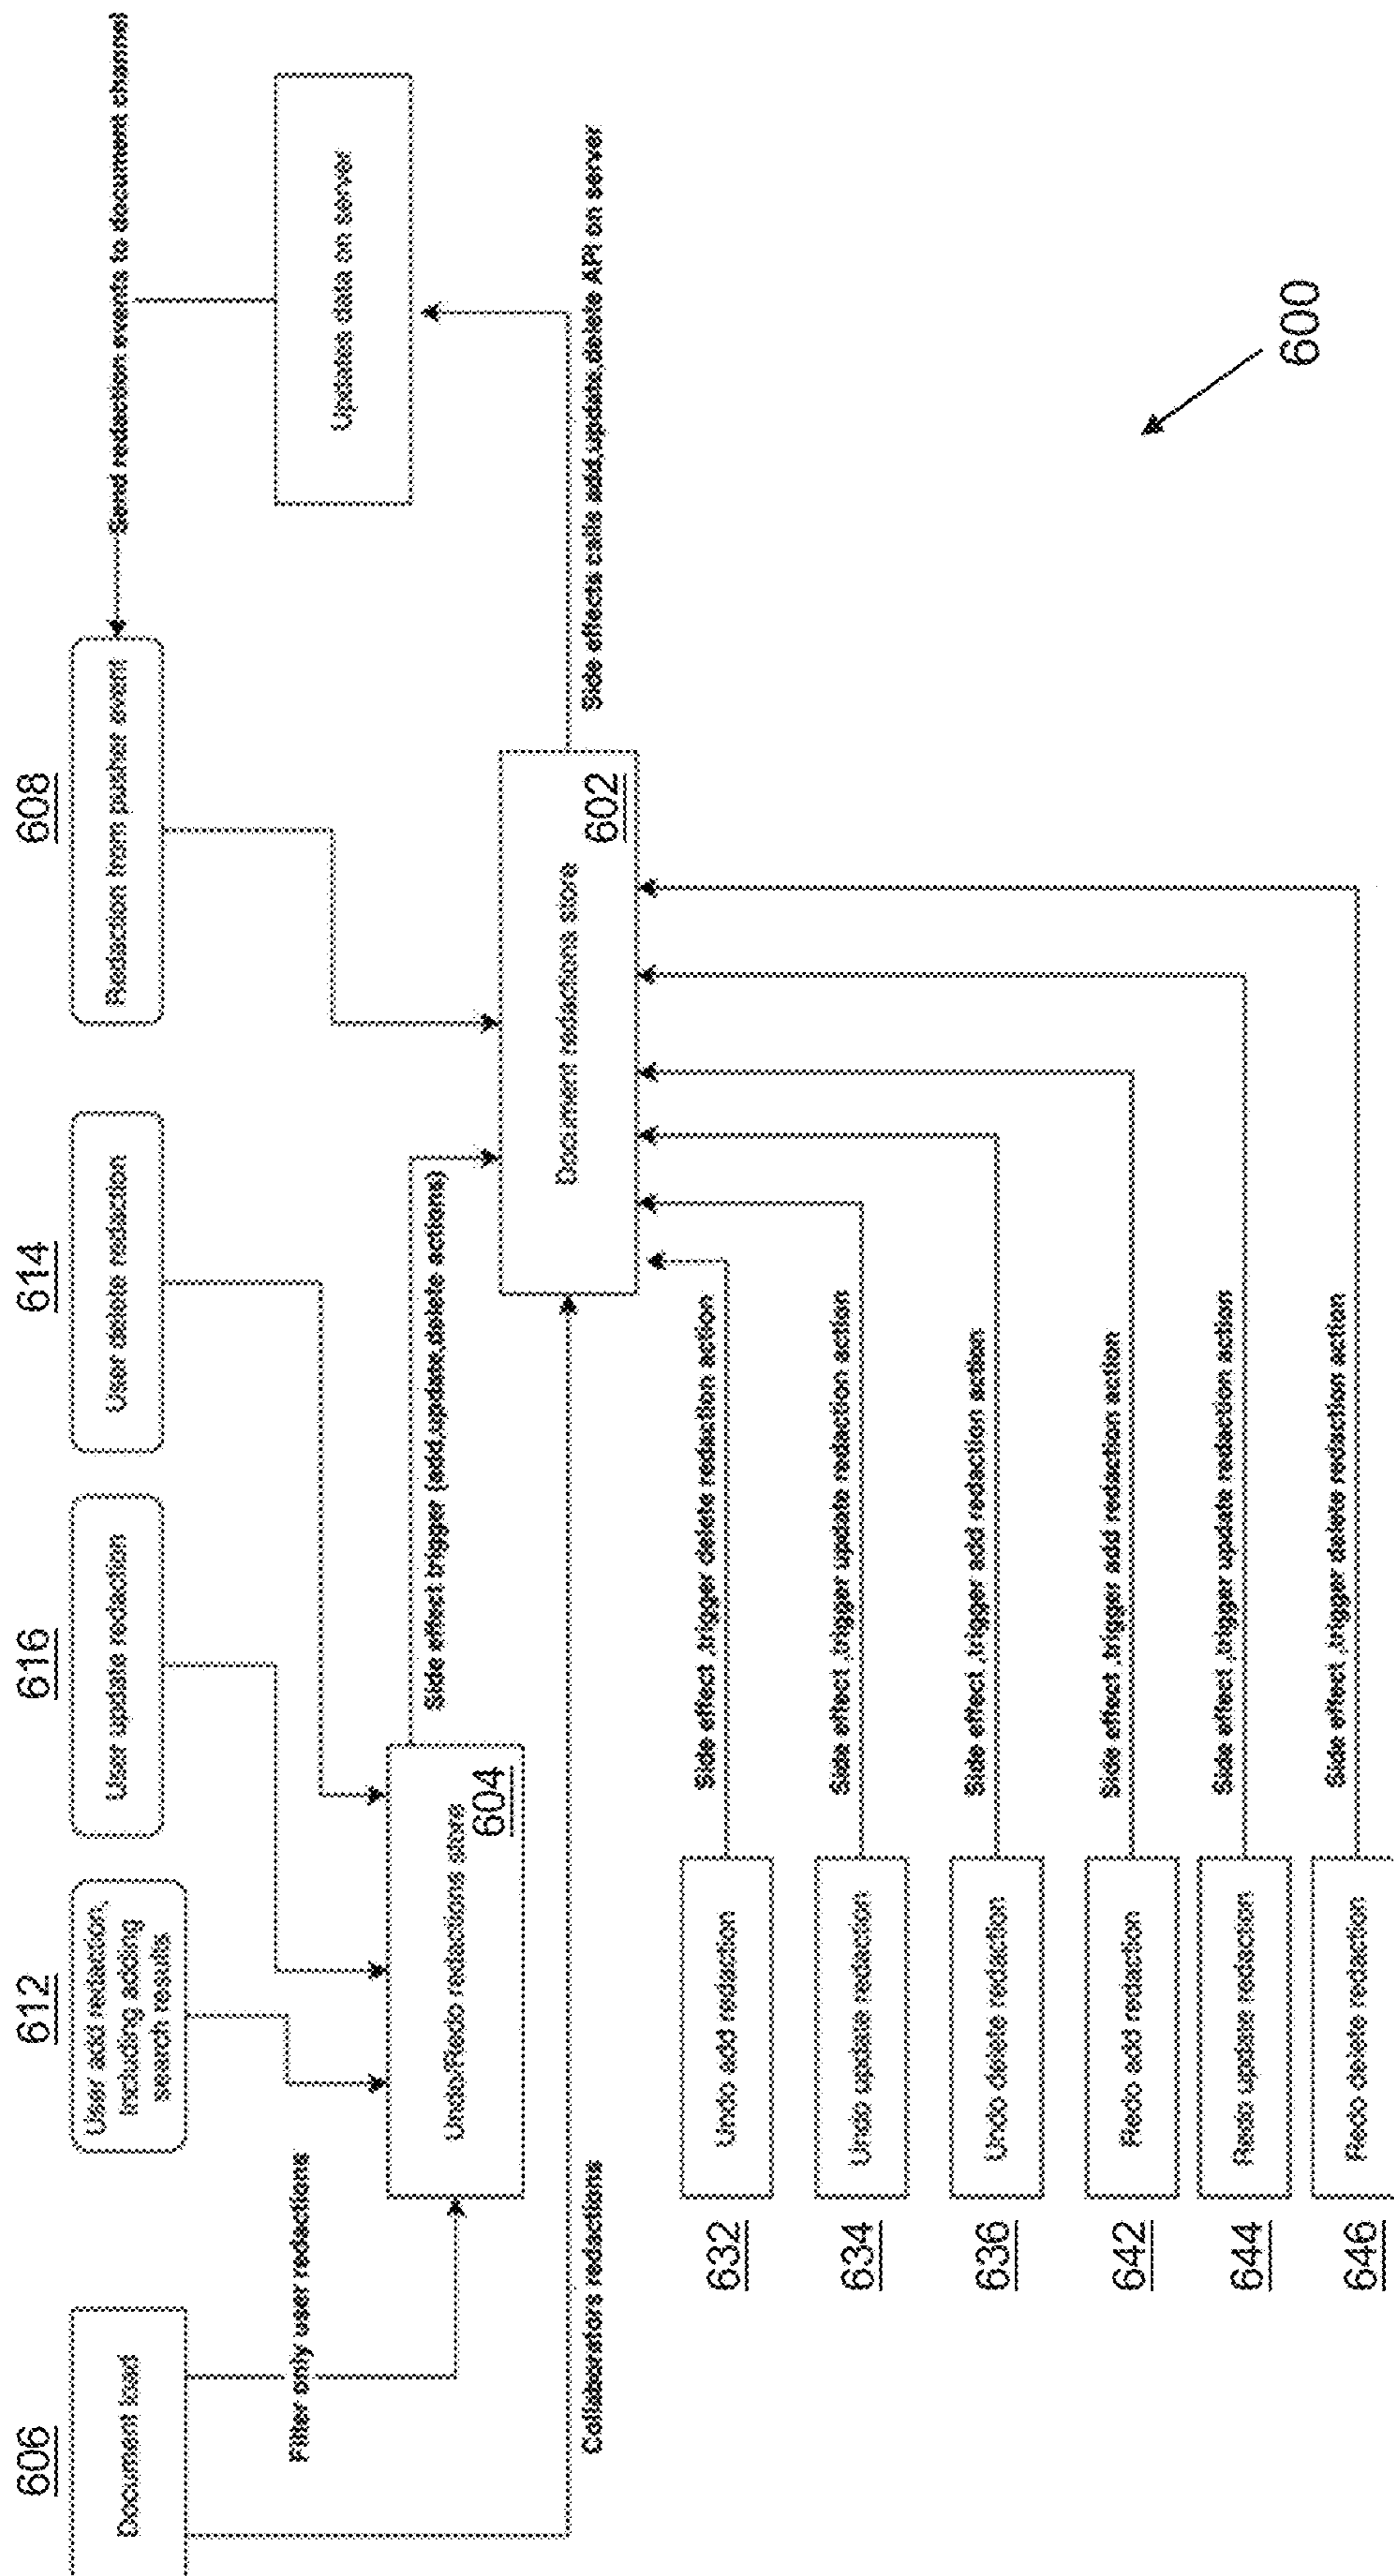 606
Document load
612
User add redaction,
including adding
search results
616
User update redaction
614
User delete redaction
608
Redaction from pusher event
Send redaction events to document channel
Updates data on server
Filter only user redactions
Undo/Redo redactions store
604
Side effect trigger (add,update,delete actions)
Document redactions store
602
Side effects calls add,update,delete API on server
Collaborators redactions
632
Undo add redaction
Side effect ,trigger delete redaction action
634
Undo update redaction
Side effect ,trigger update redaction action
636
Undo delete redaction
Side effect ,trigger add redaction action
642
Redo add redaction
Side effect ,trigger add redaction action
644
Redo update redaction
Side effect ,trigger update redaction action
646
Redo delete redaction
Side effect ,trigger delete redaction action
600